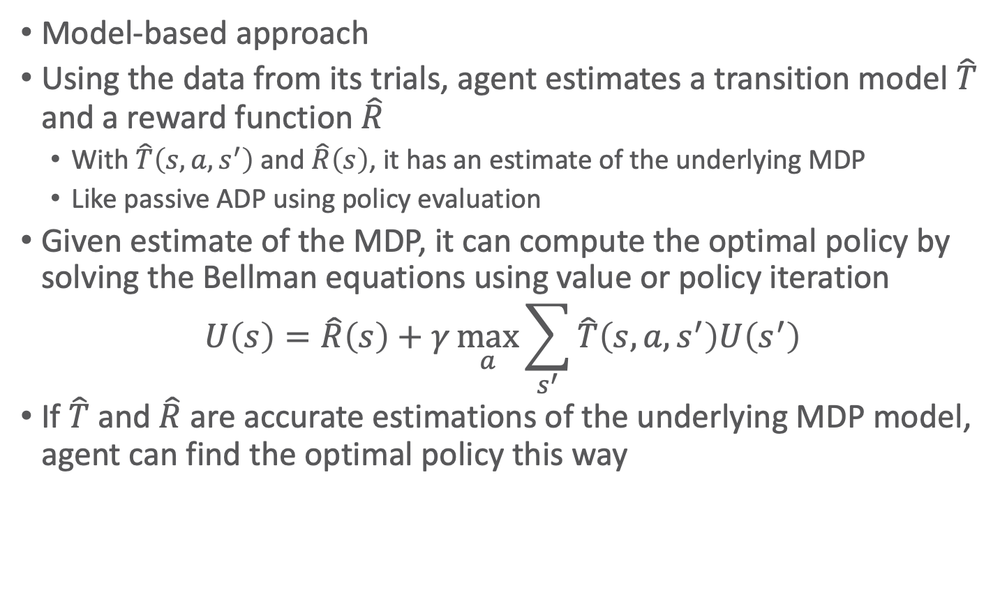 • Model-based approach
• Using the data from its trials, agent estimates a transition model T̂
and a reward function R̂
• With T̂(s, a, s′) and R̂(s), it has an estimate of the underlying MDP
• Like passive ADP using policy evaluation
• Given estimate of the MDP, it can compute the optimal policy by
solving the Bellman equations using value or policy iteration
U(s) = R̂(s) + γ max_a ∑_s′ T̂(s, a, s′)U(s′)
• If T̂ and R̂ are accurate estimations of the underlying MDP model,
agent can find the optimal policy this way